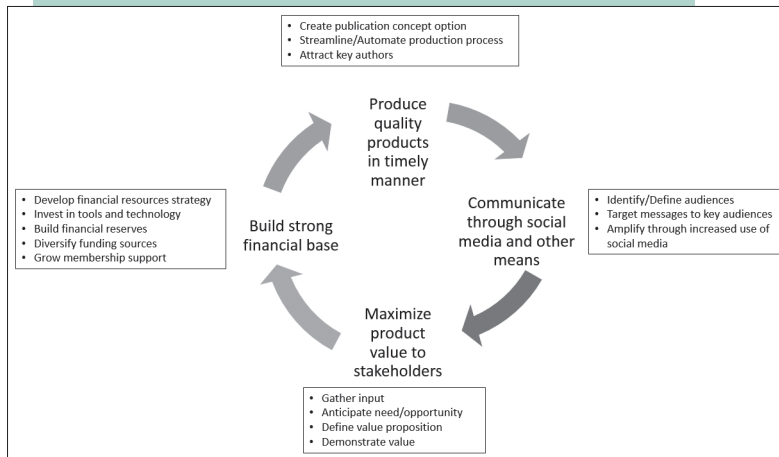 • Create publication concept option
• Streamline/Automate production process
• Attract key authors
Produce
quality
products
in timely
manner
Communicate
through social
media and other
means
• Identify/Define audiences
• Target messages to key audiences
• Amplify through increased use of
social media
Maximize
product
value to
stakeholders
• Gather input
• Anticipate need/opportunity
• Define value proposition
• Demonstrate value
Build strong
financial base
• Develop financial resources strategy
• Invest in tools and technology
• Build financial reserves
• Diversify funding sources
• Grow membership support